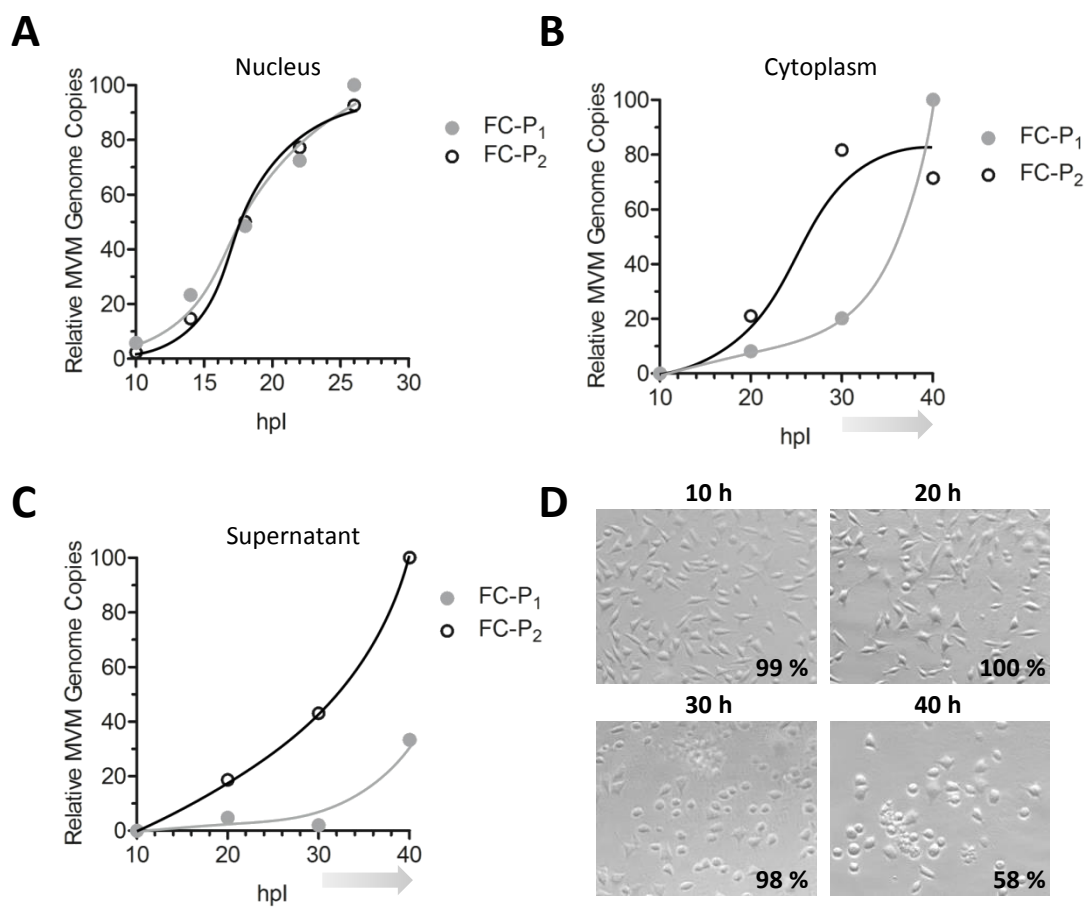 A
Nucleus
Relative MVM Genome Copies
100
80
60
40
20
0
10 15 20 25 30
hpI
FC-P1
FC-P2
B
Cytoplasm
Relative MVM Genome Copies
100
80
60
40
20
0
10 20 30 40
hpI
FC-P1
FC-P2
C
Supernatant
Relative MVM Genome Copies
100
80
60
40
20
0
10 20 30 40
hpI
FC-P1
FC-P2
D
10 h 20 h
99 % 100 %
30 h 40 h
98 % 58 %